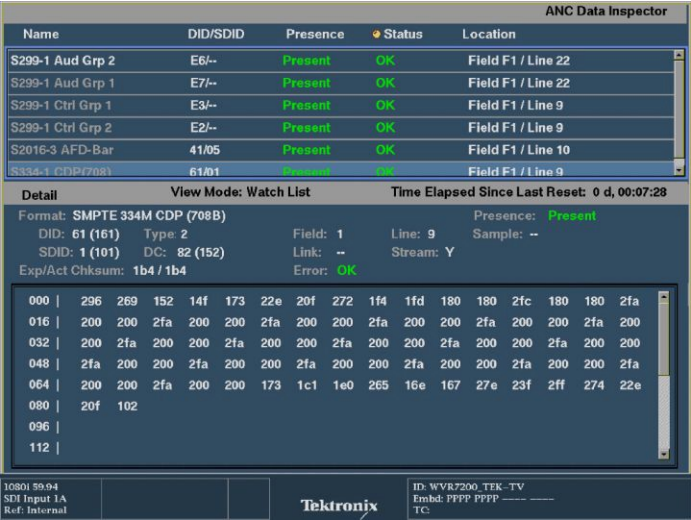 ANC Data Inspector
Name DID/SDID Presence Status Location
S299-1 Aud Grp 2 E6/-- Present OK Field F1 / Line 22
S299-1 Aud Grp 1 E7/-- Present OK Field F1 / Line 22
S299-1 Ctrl Grp 1 E3/-- Present OK Field F1 / Line 9
S299-1 Ctrl Grp 2 E2/-- Present OK Field F1 / Line 9
S2016-3 AFD-Bar 41/05 Present OK Field F1 / Line 10
S334-1 CDP(708) 61/01 Present OK Field F1 / Line 9
Detail View Mode: Watch List Time Elapsed Since Last Reset: 0 d, 00:07:28
Format: SMPTE 334M CDP (708B) Presence: Present
DID: 61 (161) Type: 2 Field: 1 Line: 9 Sample: --
SDID: 1 (101) DC: 82 (152) Link: -- Stream: Y
Exp/Act Chksum: 1b4 / 1b4 Error: OK
000 | 296 269 152 14f 173 22e 20f 272 1f4 1fd 180 180 2fc 180 180 2fa
016 | 200 200 2fa 200 200 2fa 200 200 2fa 200 200 2fa 200 200 2fa 200
032 | 200 2fa 200 200 2fa 200 200 2fa 200 200 2fa 200 200 2fa 200 200
048 | 2fa 200 200 2fa 200 200 2fa 200 200 2fa 200 200 2fa 200 200 2fa
064 | 200 200 2fa 200 200 173 1c1 1e0 265 16e 167 27e 23f 2ff 274 22e
080 | 20f 102
096 |
112 |
1080i 59.94
SDI Input 1A
Ref: Internal
Tektronix
ID: WVR7200_TEK-TV
Embd: PPPP PPPP ---- ----
TC: